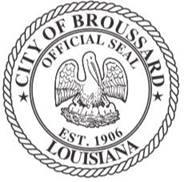 CITY OF BROUSSARD
OFFICIAL SEAL
EST. 1906
LOUISIANA